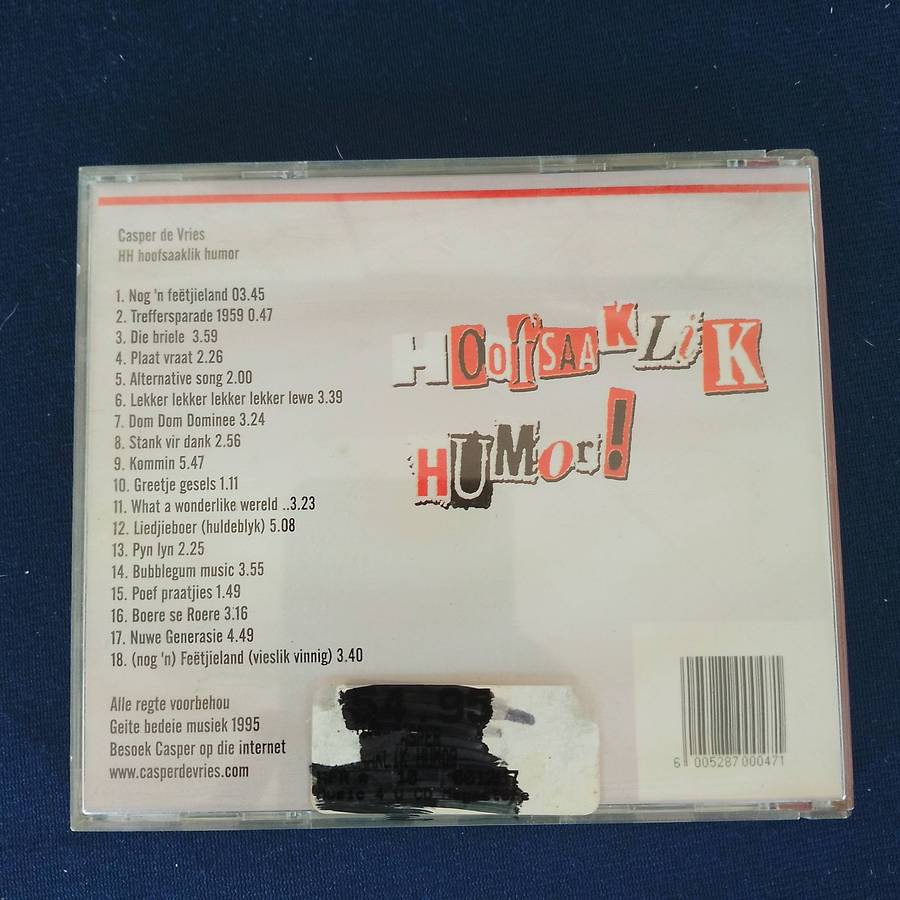 Casper de Vries
HH hoofsaaklik humor
1. Nog 'n feëtjieland 03.45
2. Treffersparade 1959 0.47
3. Die briele 3.59
4. Plaat vraat 2.26
5. Alternative song 2.00
6. Lekker lekker lekker lekker lewe 3.39
7. Dom Dom Dominee 3.24
8. Stank vir dank 2.56
9. Kommin 5.47
10. Greetje gesels 1.11
11. What a wonderlike wereld ..3.23
12. Liedjieboer (huldeblyk) 5.08
13. Pyn lyn 2.25
14. Bubblegum music 3.55
15. Poef praatjies 1.49
16. Boere se Roere 3.16
17. Nuwe Generasie 4.49
18. (nog 'n) Feëtjieland (vieslik vinnig) 3.40
Alle regte voorbehou
Geite bedeie musiek 1995
Besoek Casper op die internet
www.casperdevries.com
HoofSAAKLiK
HUMor!
HUMOR
Music 4 U CD
6 005287 000471